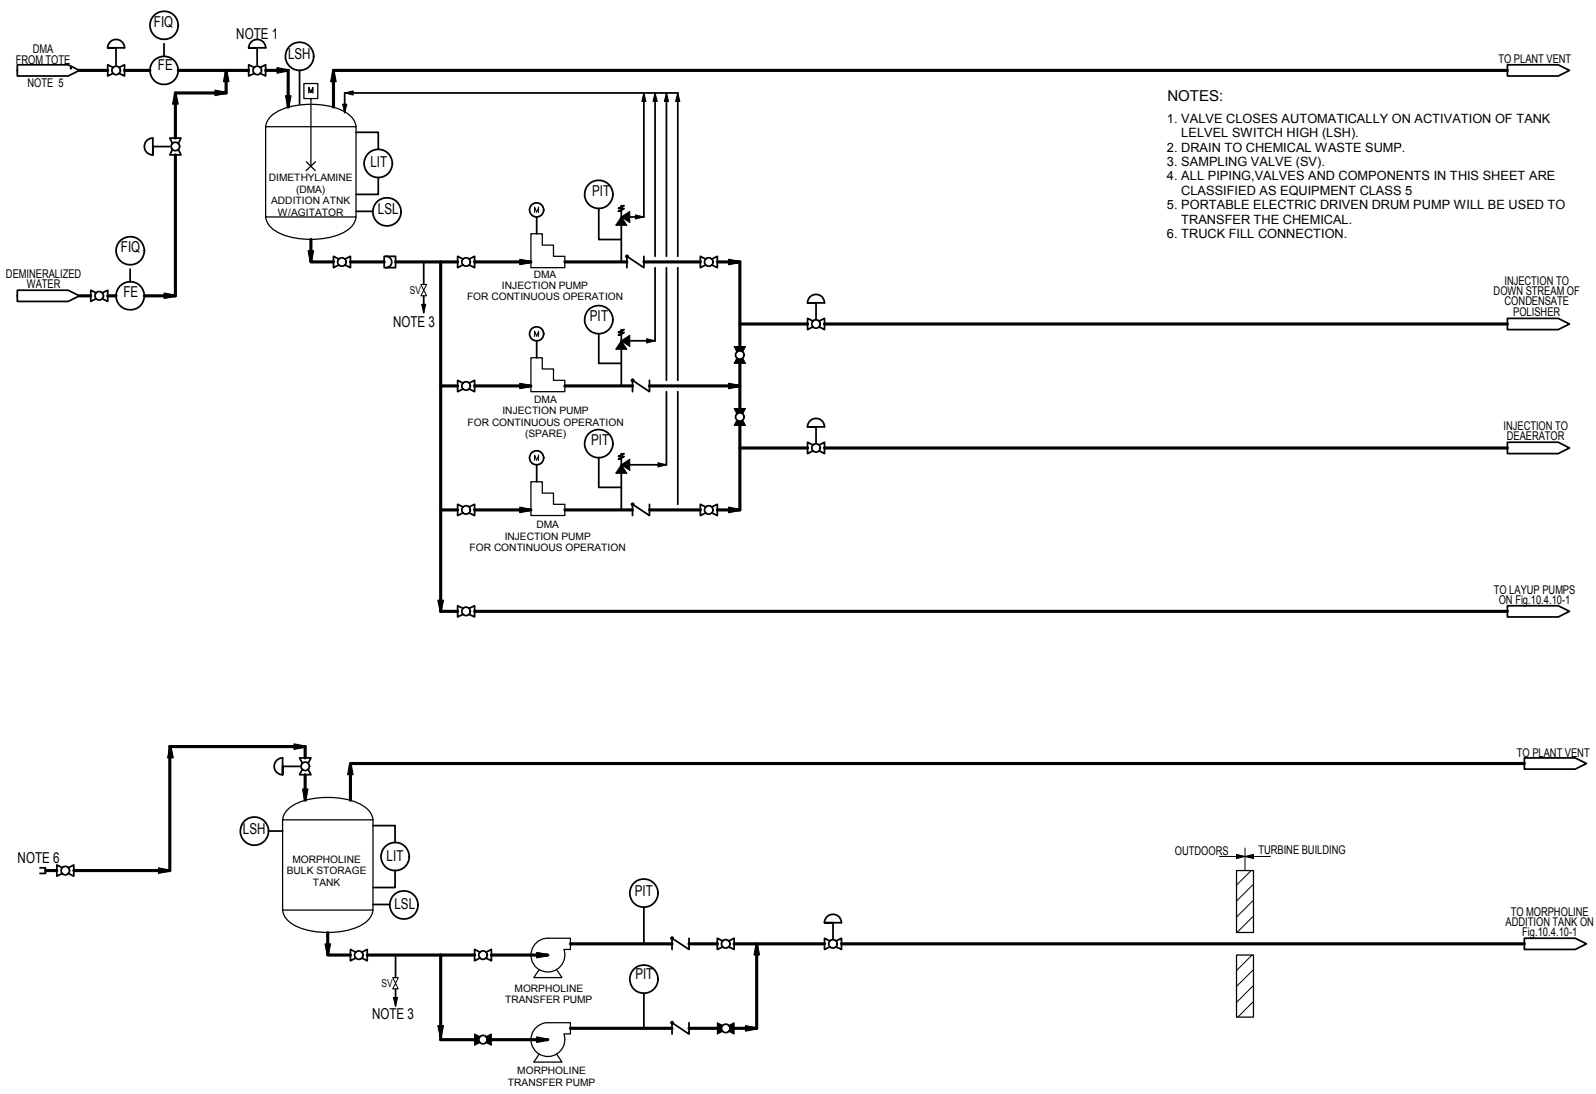 FIQ
NOTE 1
DMA
FROM TOTE
NOTE 5
FE
LSH
M
TO PLANT VENT
NOTES:
1. VALVE CLOSES AUTOMATICALLY ON ACTIVATION OF TANK
LELVEL SWITCH HIGH (LSH).
2. DRAIN TO CHEMICAL WASTE SUMP.
3. SAMPLING VALVE (SV).
4. ALL PIPING,VALVES AND COMPONENTS IN THIS SHEET ARE
CLASSIFIED AS EQUIPMENT CLASS 5
5. PORTABLE ELECTRIC DRIVEN DRUM PUMP WILL BE USED TO
TRANSFER THE CHEMICAL.
6. TRUCK FILL CONNECTION.
LIT
DIMETHYLAMINE
(DMA)
ADDITION ATNK
W/AGITATOR
LSL
PIT
M
FIQ
DEMINERALIZED
WATER
FE
SV
NOTE 3
DMA
INJECTION PUMP
FOR CONTINUOUS OPERATION
INJECTION TO
DOWN STREAM OF
CONDENSATE
POLISHER
PIT
M
DMA
INJECTION PUMP
FOR CONTINUOUS OPERATION
(SPARE)
INJECTION TO
DEAERATOR
PIT
M
DMA
INJECTION PUMP
FOR CONTINUOUS OPERATION
TO LAYUP PUMPS
ON Fig.10.4.10-1
TO PLANT VENT
LSH
MORPHOLINE
BULK STORAGE
TANK
LIT
LSL
NOTE 6
OUTDOORS
TURBINE BUILDING
PIT
TO MORPHOLINE
ADDITION TANK ON
Fig.10.4.10-1
SV
NOTE 3
MORPHOLINE
TRANSFER PUMP
PIT
MORPHOLINE
TRANSFER PUMP